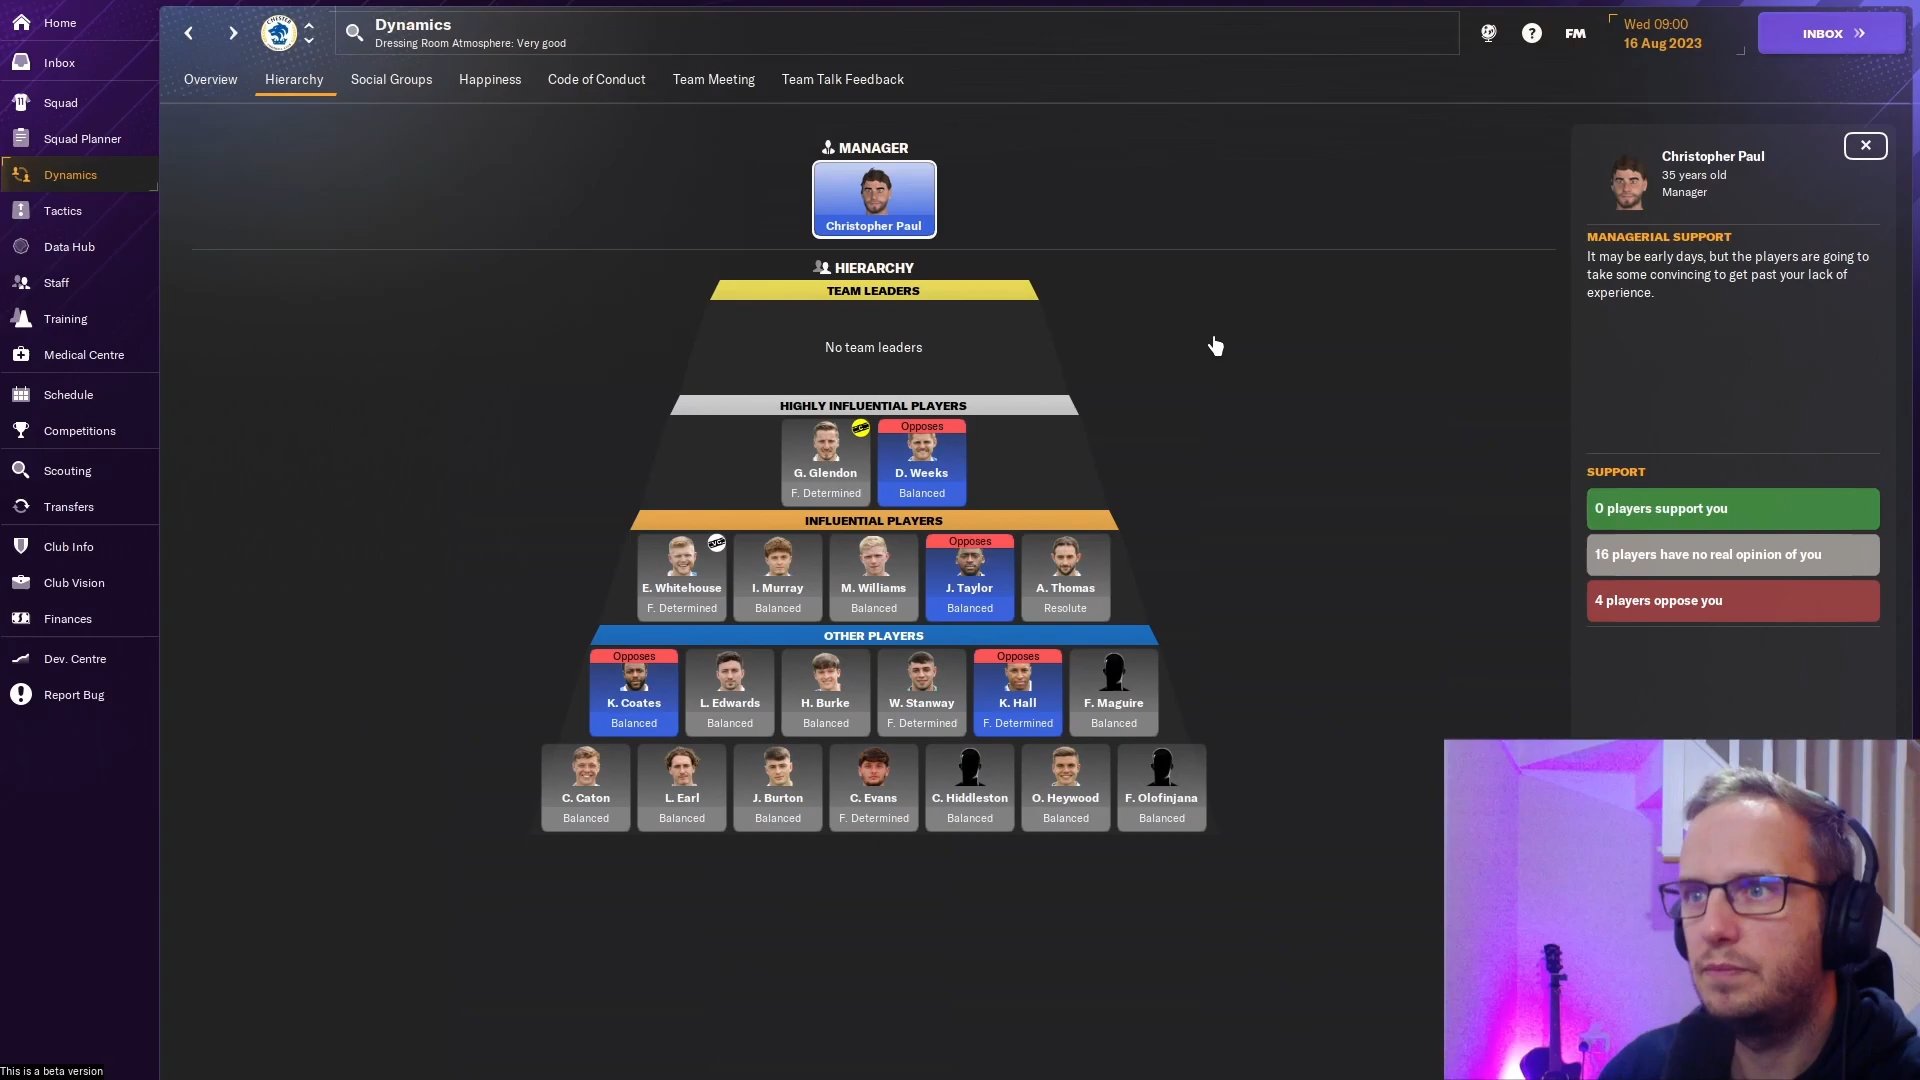 Home
Inbox
Squad
Squad Planner
Dynamics
Tactics
Data Hub
Staff
Training
Medical Centre
Schedule
Competitions
Scouting
Transfers
Club Info
Club Vision
Finances
Dev. Centre
Report Bug
This is a beta version
CHESTER
Dynamics
Dressing Room Atmosphere: Very good
FM
Wed 09:00
16 Aug 2023
INBOX
Overview
Hierarchy
Social Groups
Happiness
Code of Conduct
Team Meeting
Team Talk Feedback
MANAGER
Christopher Paul
HIERARCHY
TEAM LEADERS
No team leaders
HIGHLY INFLUENTIAL PLAYERS
Opposes
G. Glendon
D. Weeks
F. Determined
Balanced
INFLUENTIAL PLAYERS
Opposes
E. Whitehouse
I. Murray
M. Williams
J. Taylor
A. Thomas
F. Determined
Balanced
Balanced
Balanced
Resolute
OTHER PLAYERS
Opposes
Opposes
K. Coates
L. Edwards
H. Burke
W. Stanway
K. Hall
F. Maguire
Balanced
Balanced
Balanced
F. Determined
F. Determined
Balanced
C. Caton
L. Earl
J. Burton
C. Evans
C. Hiddleston
O. Heywood
F. Olofinjana
Balanced
Balanced
Balanced
F. Determined
Balanced
Balanced
Balanced
Christopher Paul
35 years old
Manager
MANAGERIAL SUPPORT
It may be early days, but the players are going to
take some convincing to get past your lack of
experience.
SUPPORT
0 players support you
16 players have no real opinion of you
4 players oppose you